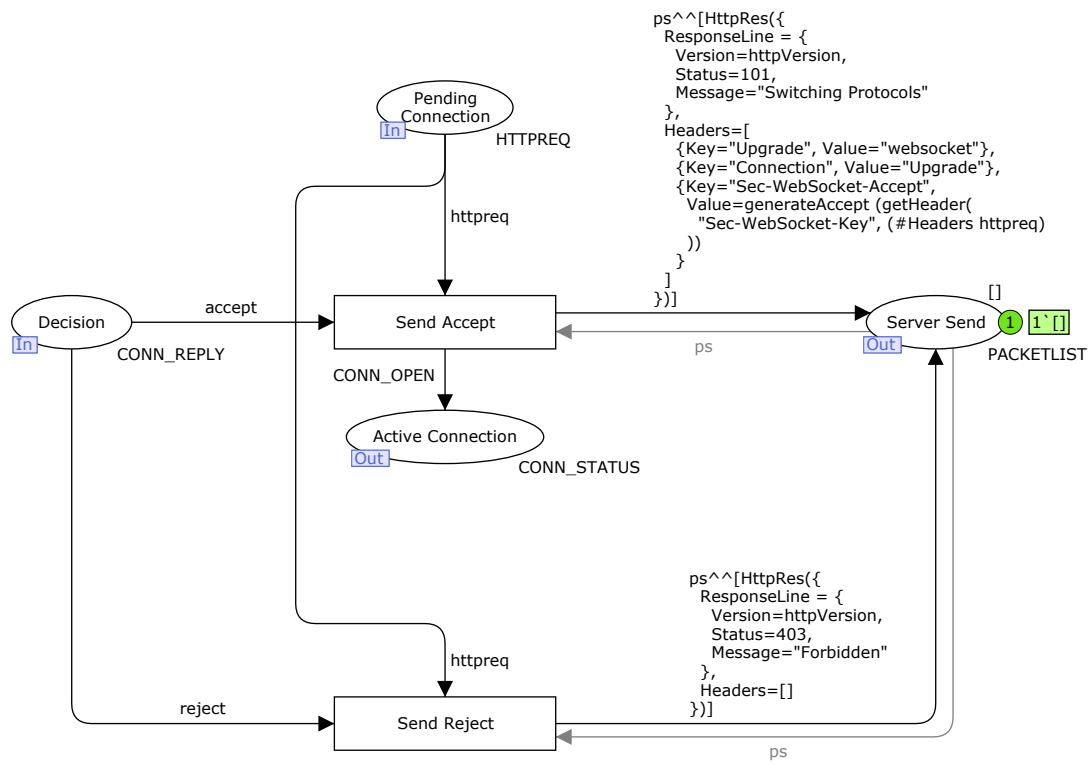 ps^^[HttpRes({
ResponseLine = {
Version=httpVersion,
Status=101,
Message="Switching Protocols"
},
Headers=[
{Key="Upgrade", Value="websocket"},
{Key="Connection", Value="Upgrade"},
{Key="Sec-WebSocket-Accept",
Value=generateAccept (getHeader(
"Sec-WebSocket-Key", (#Headers httpreq)
))
}
]
})]
Pending
Connection
In
HTTPREQ
httpreq
Decision
In
CONN_REPLY
accept
Send Accept
[]
Server Send
1
1`[]
Out
PACKETLIST
ps
CONN_OPEN
Active Connection
Out
CONN_STATUS
ps^^[HttpRes({
ResponseLine = {
Version=httpVersion,
Status=403,
Message="Forbidden"
},
Headers=[]
})]
httpreq
reject
Send Reject
ps